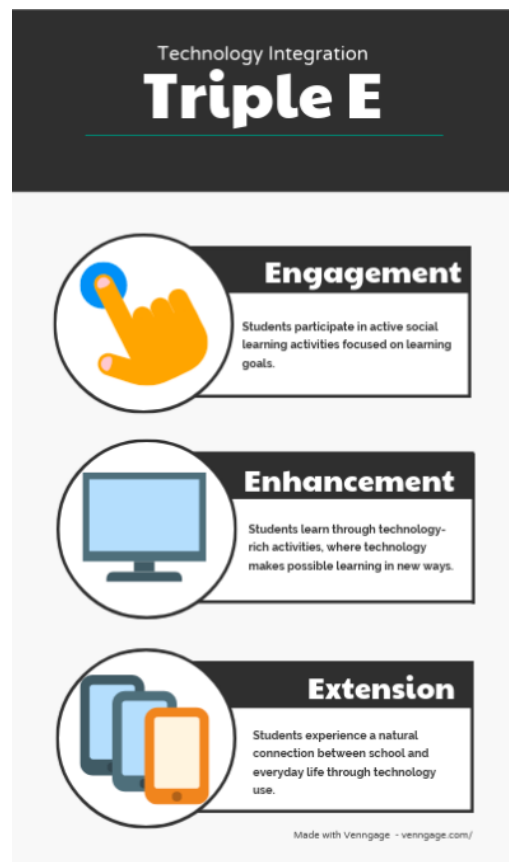 Technology Integration
Triple E
Engagement
Students participate in active social
learning activities focused on learning
goals.
Enhancement
Students learn through technology-
rich activities, where technology
makes possible learning in new ways.
Extension
Students experience a natural
connection between school and
everyday life through technology
use.
Made with Venngage - venngage.com/